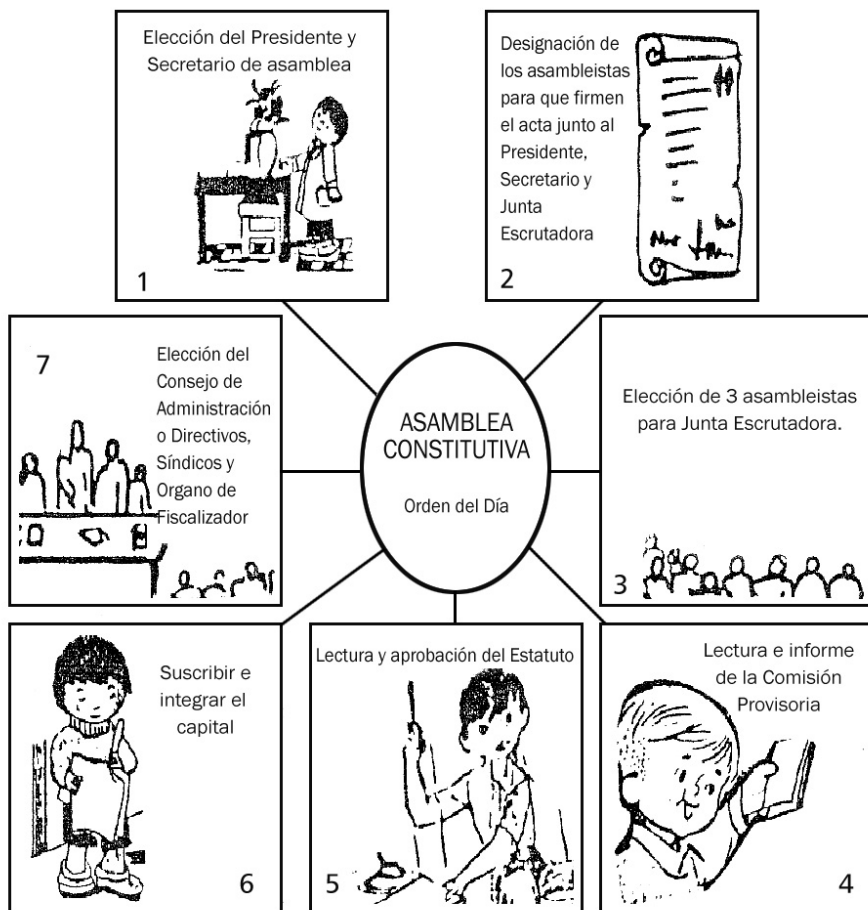 Elección del Presidente y
Secretario de asamblea
1
Designación de
los asambleistas
para que firmen
el acta junto al
Presidente,
Secretario y
Junta
Escrutadora
2
7
Elección del
Consejo de
Administración
o Directivos,
Síndicos y
Organo de
Fiscalizador
ASAMBLEA
CONSTITUTIVA
Orden del Día
Elección de 3 asambleistas
para Junta Escrutadora.
3
Suscribir e
integrar el
capital
6
Lectura y aprobación del Estatuto
5
Lectura e informe
de la Comisión
Provisoria
4